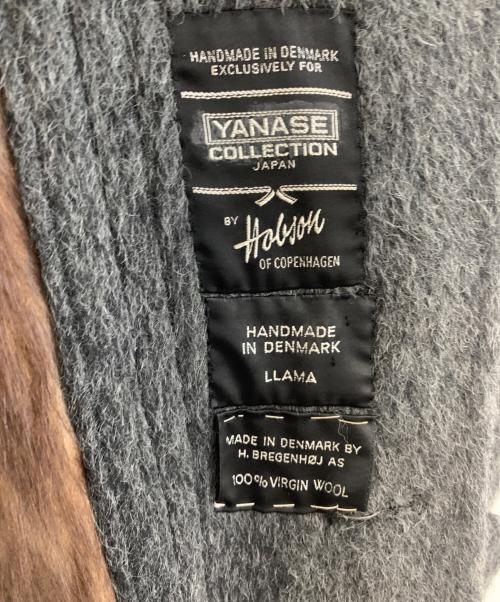 HANDMADE IN DENMARK
EXCLUSIVELY FOR
YANASE
COLLECTION
JAPAN
BY Hobson
OF COPENHAGEN
HANDMADE
IN DENMARK
LLAMA
MADE IN DENMARK BY
H. BREGENHØJ AS
100% VIRGIN WOOL